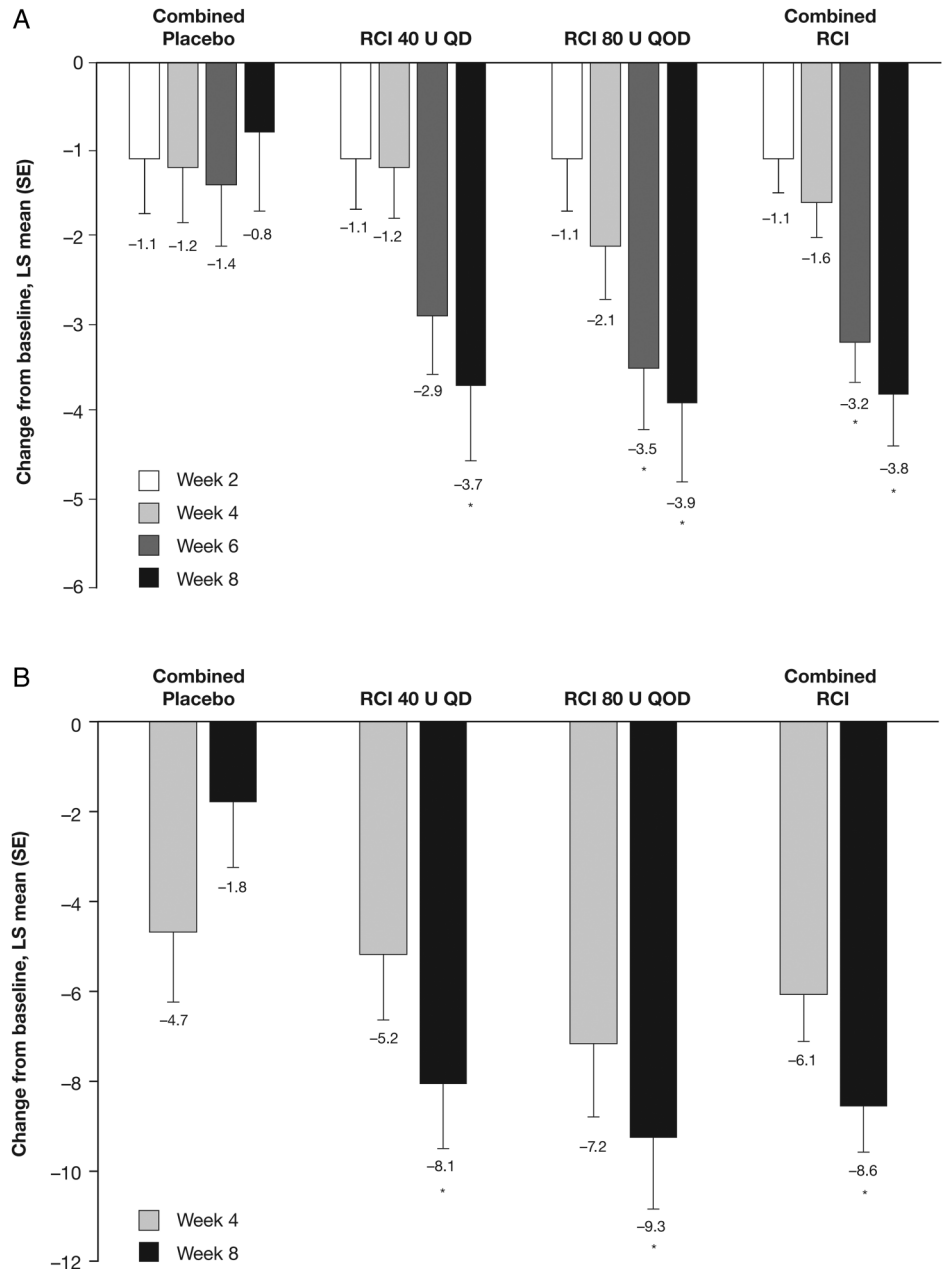 A
Combined
Placebo
RCI 40 U QD
RCI 80 U QOD
Combined
RCI
Change from baseline, LS mean (SE)
0
–1
–2
–3
–4
–5
–6
–1.1
–1.2
–1.4
–0.8
–1.1
–1.2
–2.9
–3.7
*
–1.1
–2.1
–3.5
*
–3.9
*
–1.1
–1.6
–3.2
*
–3.8
*
Week 2
Week 4
Week 6
Week 8
B
Combined
Placebo
RCI 40 U QD
RCI 80 U QOD
Combined
RCI
Change from baseline, LS mean (SE)
0
–2
–4
–6
–8
–10
–12
–4.7
–1.8
–5.2
–8.1
*
–7.2
–9.3
*
–6.1
–8.6
*
Week 4
Week 8